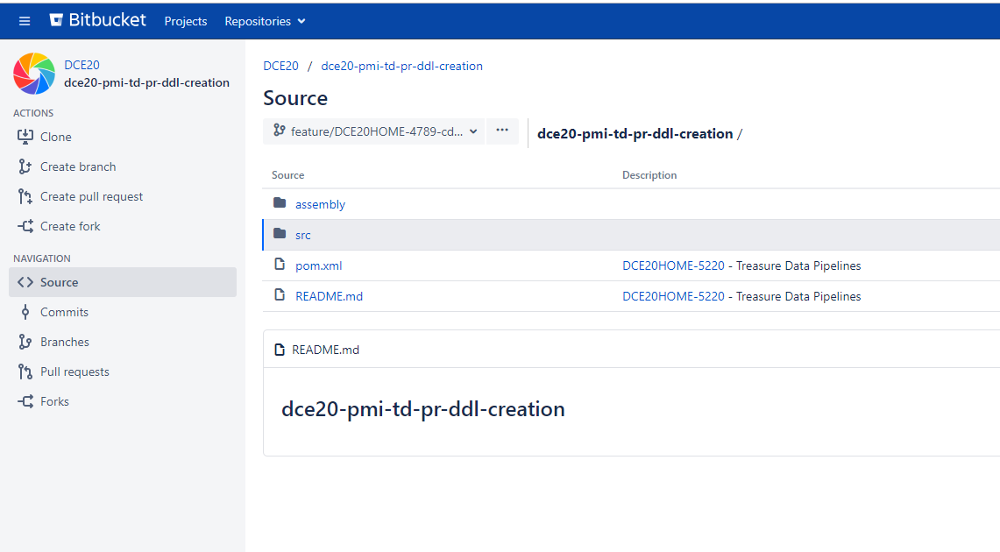 Bitbucket Projects Repositories
DCE20
dce20-pmi-td-pr-ddl-creation
ACTIONS
Clone
Create branch
Create pull request
Create fork
NAVIGATION
Source
Commits
Branches
Pull requests
Forks
DCE20 / dce20-pmi-td-pr-ddl-creation
Source
feature/DCE20HOME-4789-cd... ··· dce20-pmi-td-pr-ddl-creation /
Source Description
assembly
src
pom.xml DCE20HOME-5220 - Treasure Data Pipelines
README.md DCE20HOME-5220 - Treasure Data Pipelines
README.md
dce20-pmi-td-pr-ddl-creation